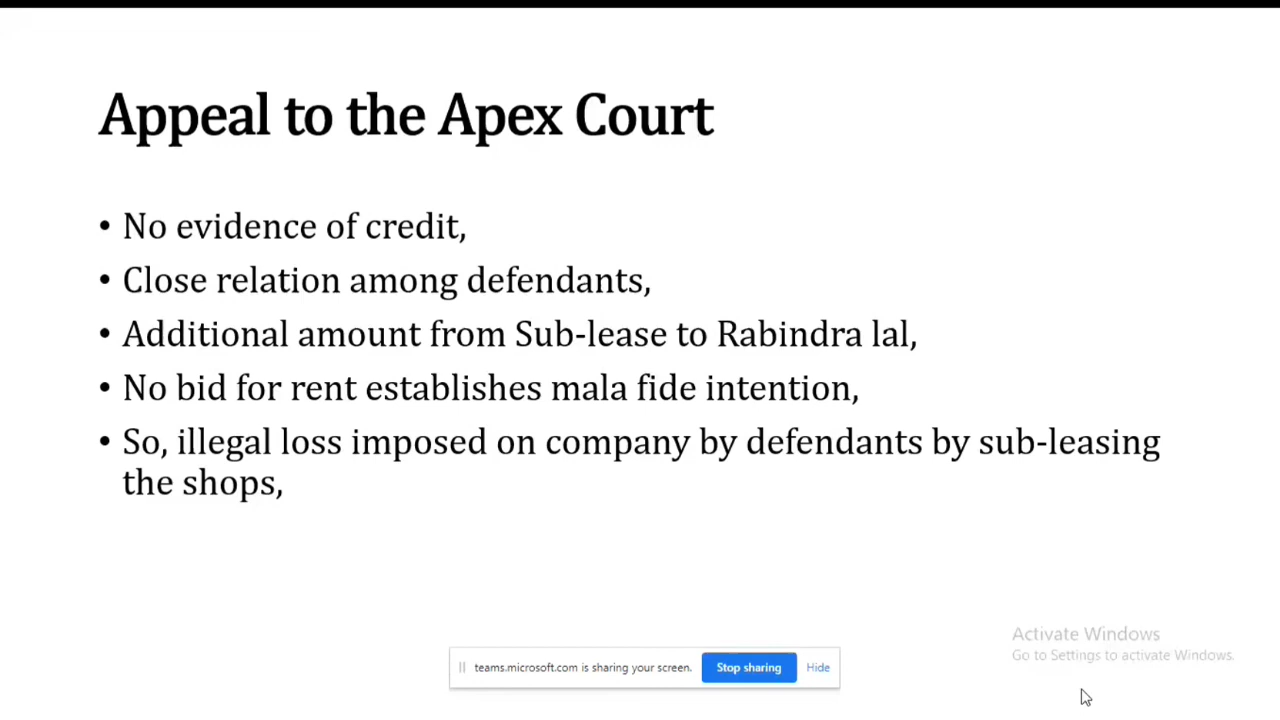 Appeal to the Apex Court
• No evidence of credit,
• Close relation among defendants,
• Additional amount from Sub-lease to Rabindra lal,
• No bid for rent establishes mala fide intention,
• So, illegal loss imposed on company by defendants by sub-leasing
the shops,
Activate Windows
Go to Settings to activate Windows.
teams.microsoft.com is sharing your screen. Stop sharing Hide